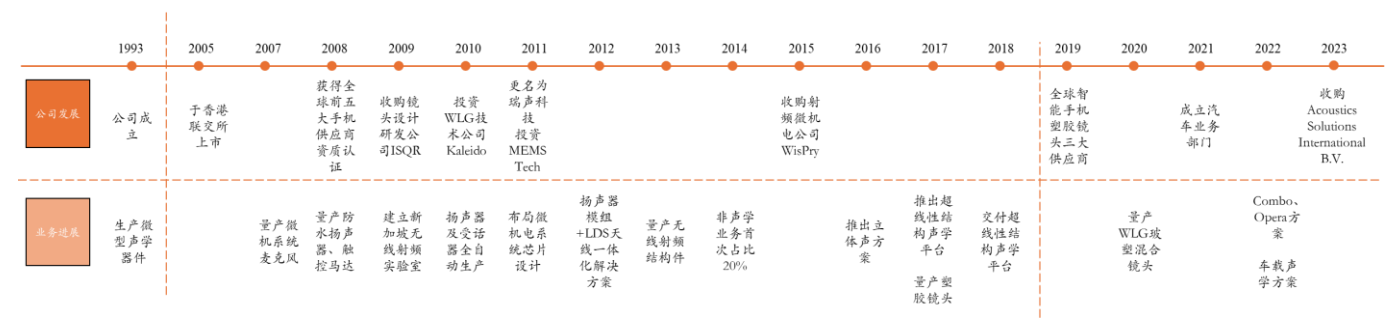 1993
2005
2007
2008
2009
2010
2011
2012
2013
2014
2015
2016
2017
2018
2019
2020
2021
2022
2023
公司发展
公司成
立
于香港
联交所
上市
获得全
球前五
大手机
供应商
资质认
证
收购镜
头设计
研发公
司ISQR
投资
WLG技
术公司
Kaleido
更名为
瑞声科
技
投资
MEMS
Tech
收购射
频微机
电公司
WisPry
全球智
能手机
塑胶镜
头三大
供应商
成立汽
车业务
部门
收购
Acoustics
Solutions
International
B.V.
业务进展
生产微
型声学
器件
量产微
机系统
麦克风
量产防
水扬声
器、触
控马达
建立新
加坡无
线射频
实验室
扬声器
及受话
器全自
动生产
布局微
机电系
统芯片
设计
扬声器
模组
+LDS天
线一体
化解决
方案
量产无
线射频
结构件
非声学
业务首
次占比
20%
推出立
体声方
案
推出超
线性结
构声学
平台
量产塑
胶镜头
交付超
线性结
构声学
平台
量产
WLG玻
塑混合
镜头
Combo、
Opera方
案
车载声
学方案